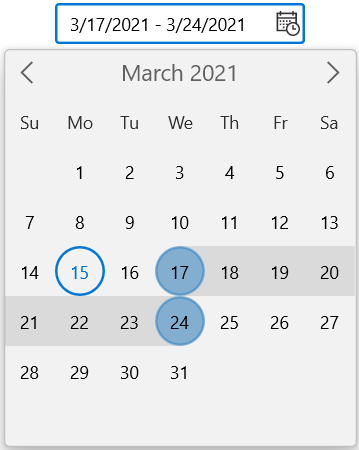 3/17/2021 - 3/24/2021
March 2021
Su Mo Tu We Th Fr Sa
1 2 3 4 5 6
7 8 9 10 11 12 13
14 15 16 17 18 19 20
21 22 23 24 25 26 27
28 29 30 31